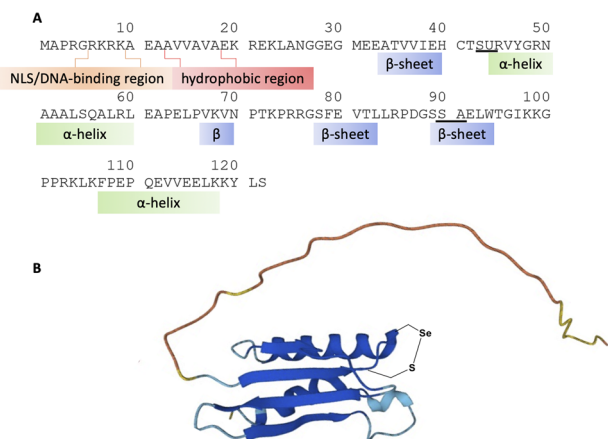 A
10 20 30 40 50
MAPRGRKRKA EAAVVAVAEK REKLANGGEG MEEATVVIEH CTSURVYGRN
NLS/DNA-binding region hydrophobic region β-sheet α-helix
60 70 80 90 100
AAALSQALRL EAPELPVKVN PTKPRRGSFE VTLLRPDGSS AELWTGIKKG
α-helix β β-sheet β-sheet
110 120
PPRKLKFPEP QEVVEELKKY LS
α-helix
B
Se
S